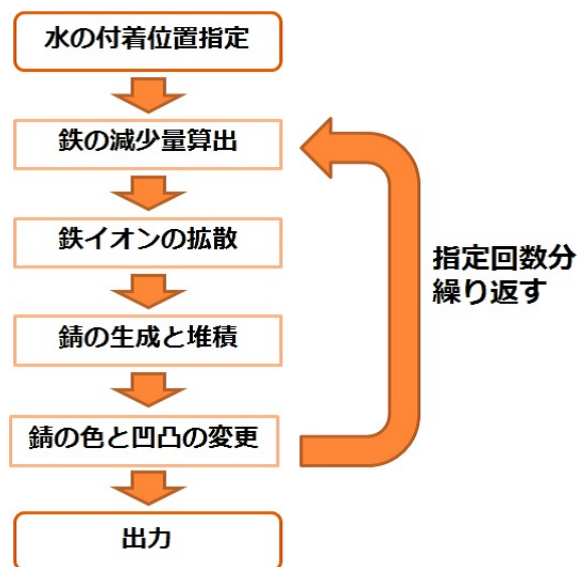 水の付着位置指定
鉄の減少量算出
鉄イオンの拡散
指定回数分
繰り返す
錆の生成と堆積
錆の色と凹凸の変更
出力